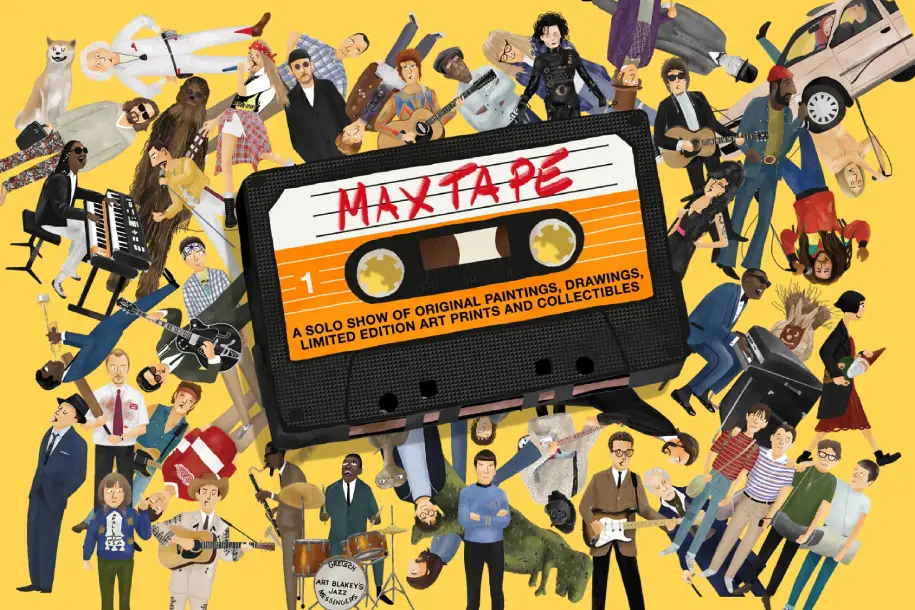 MAXTAPE
1
A SOLO SHOW OF ORIGINAL PAINTINGS, DRAWINGS,
LIMITED EDITION ART PRINTS AND COLLECTIBLES
GRETSCH
ART BLAKEY'S
JAZZ
MESSENGERS